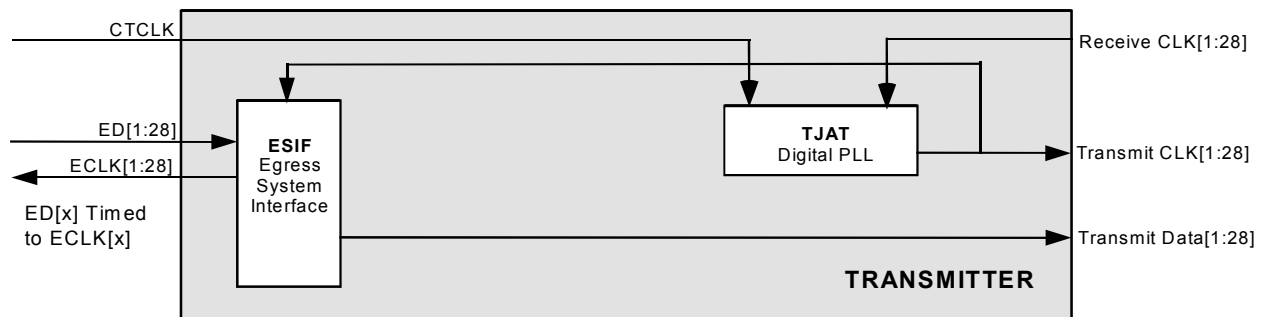 CTCLK
Receive CLK[1:28]
ED[1:28]
ECLK[1:28]
ED[x] Timed
to ECLK[x]
ESIF
Egress
System
Interface
TJAT
Digital PLL
Transmit CLK[1:28]
Transmit Data[1:28]
TRANSMITTER